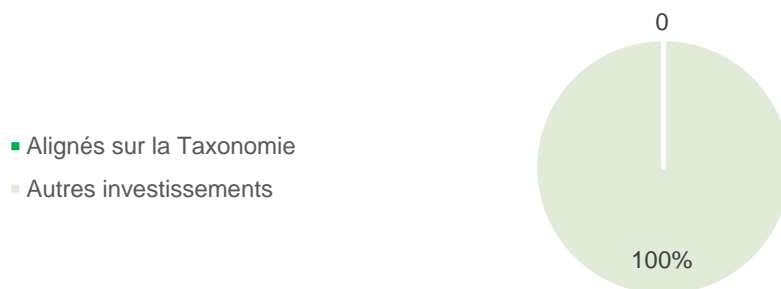 0
Alignés sur la Taxonomie
Autres investissements
100%